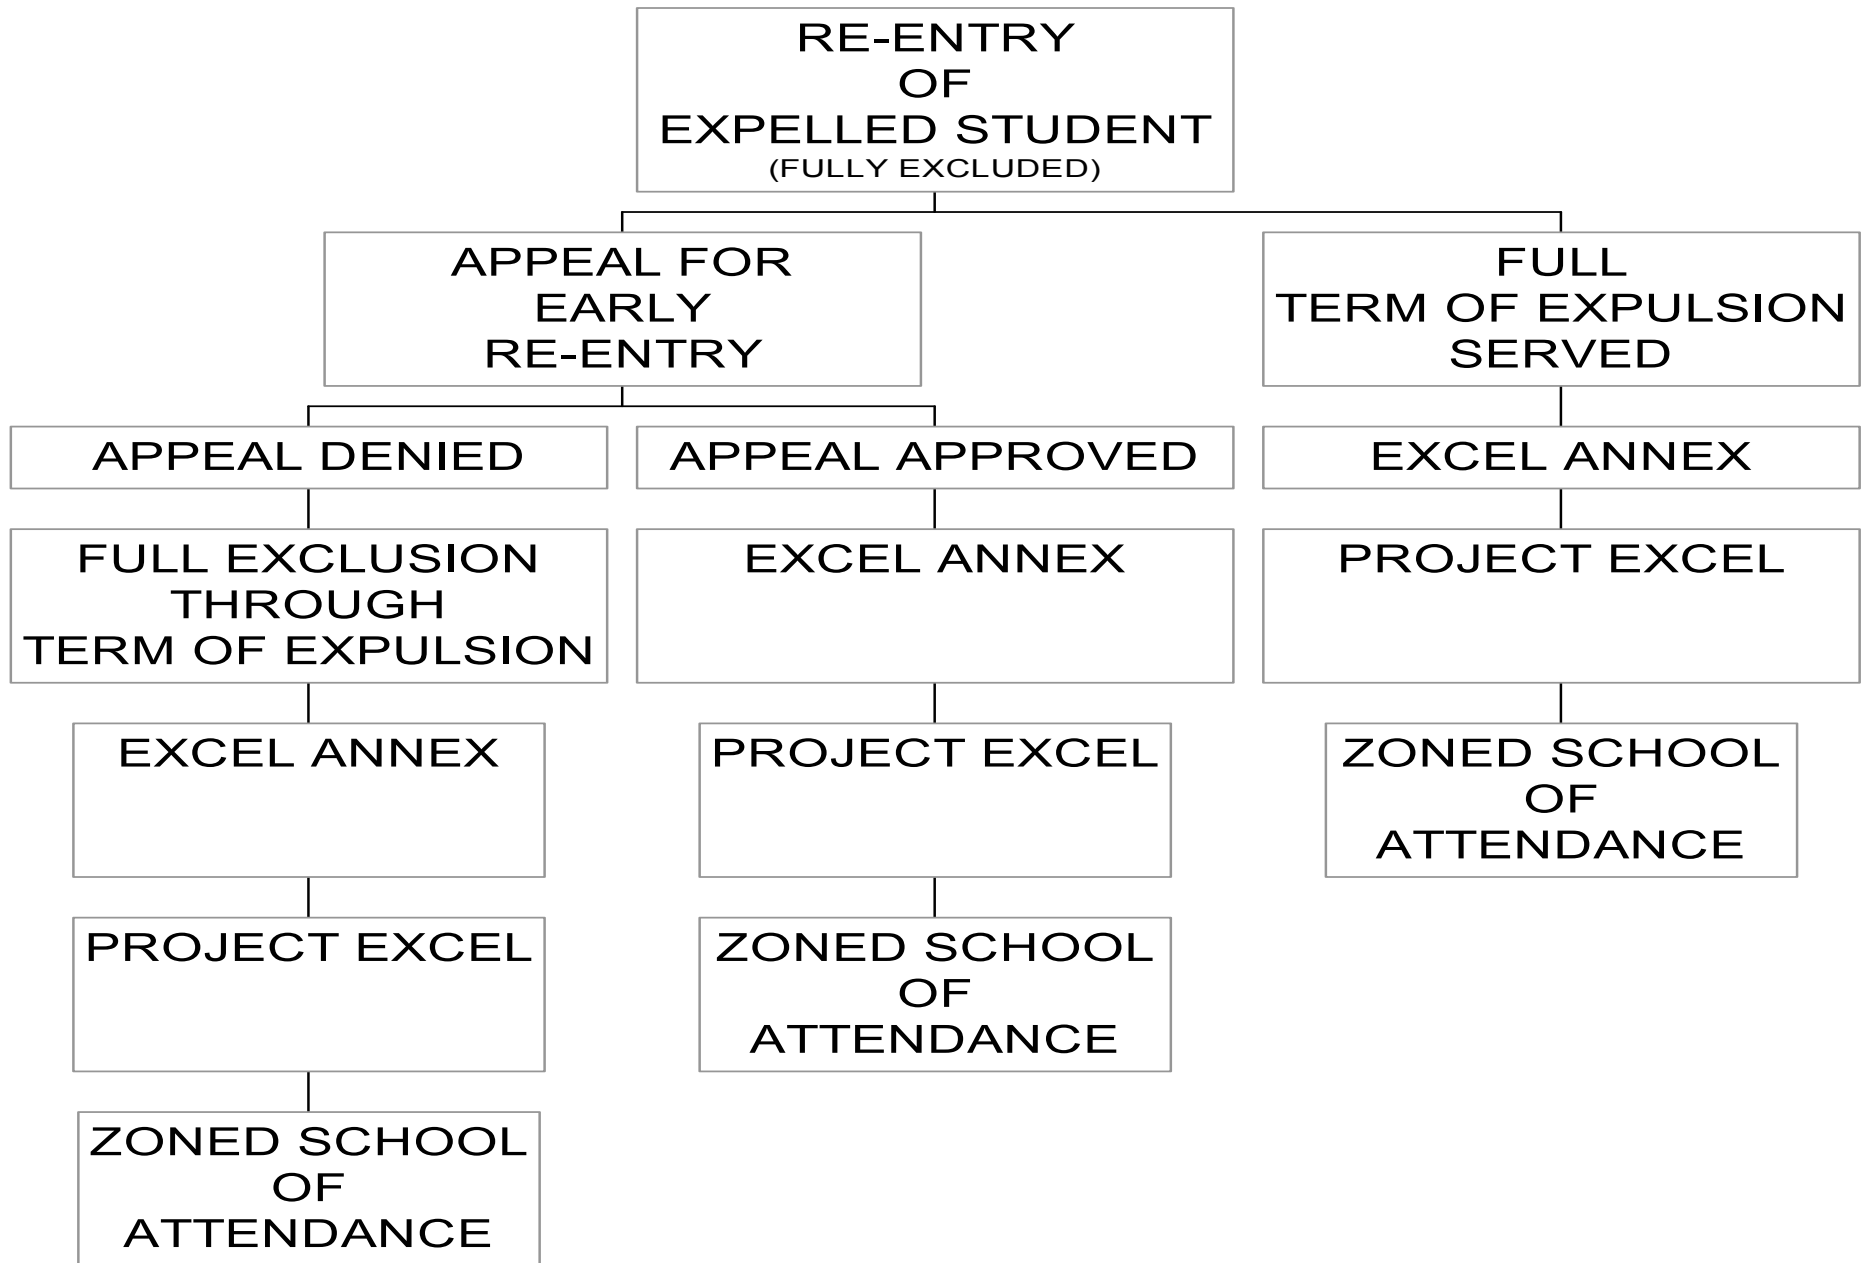 RE-ENTRY
OF
EXPELLED STUDENT
(FULLY EXCLUDED)
APPEAL FOR
EARLY
RE-ENTRY
FULL
TERM OF EXPULSION
SERVED
APPEAL DENIED
APPEAL APPROVED
EXCEL ANNEX
FULL EXCLUSION
THROUGH
TERM OF EXPULSION
EXCEL ANNEX
PROJECT EXCEL
EXCEL ANNEX
PROJECT EXCEL
ZONED SCHOOL
OF
ATTENDANCE
PROJECT EXCEL
ZONED SCHOOL
OF
ATTENDANCE
ZONED SCHOOL
OF
ATTENDANCE